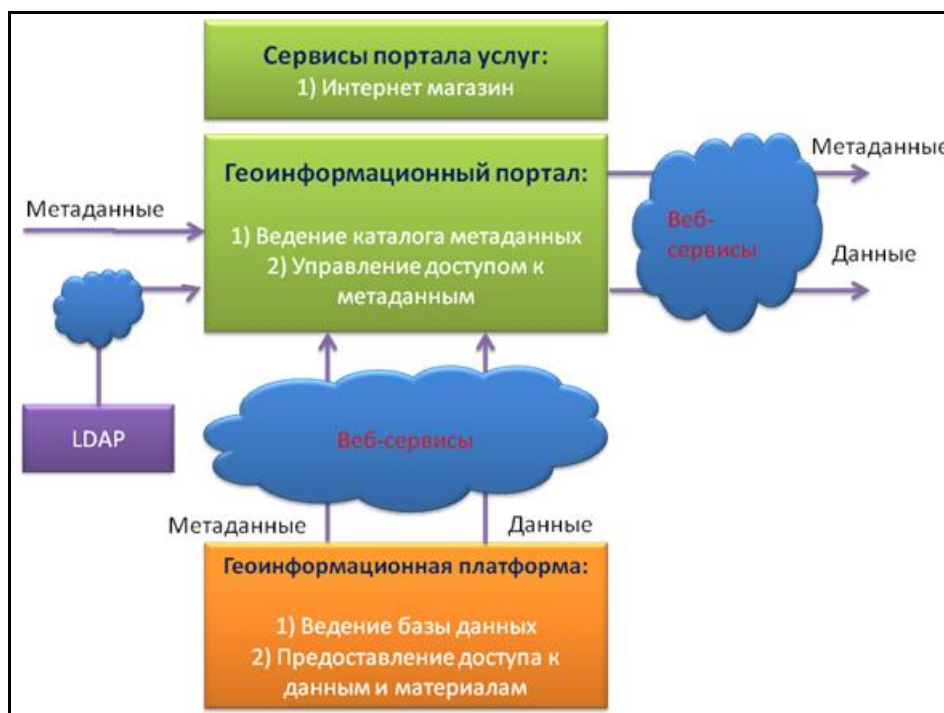 Сервисы портала услуг:
1) Интернет магазин
Геоинформационный портал:
1) Ведение каталога метаданных
2) Управление доступом к
метаданным
Метаданные
LDAP
Веб-
сервисы
Метаданные
Данные
Веб-сервисы
Метаданные
Данные
Геоинформационная платформа:
1) Ведение базы данных
2) Предоставление доступа к
данным и материалам